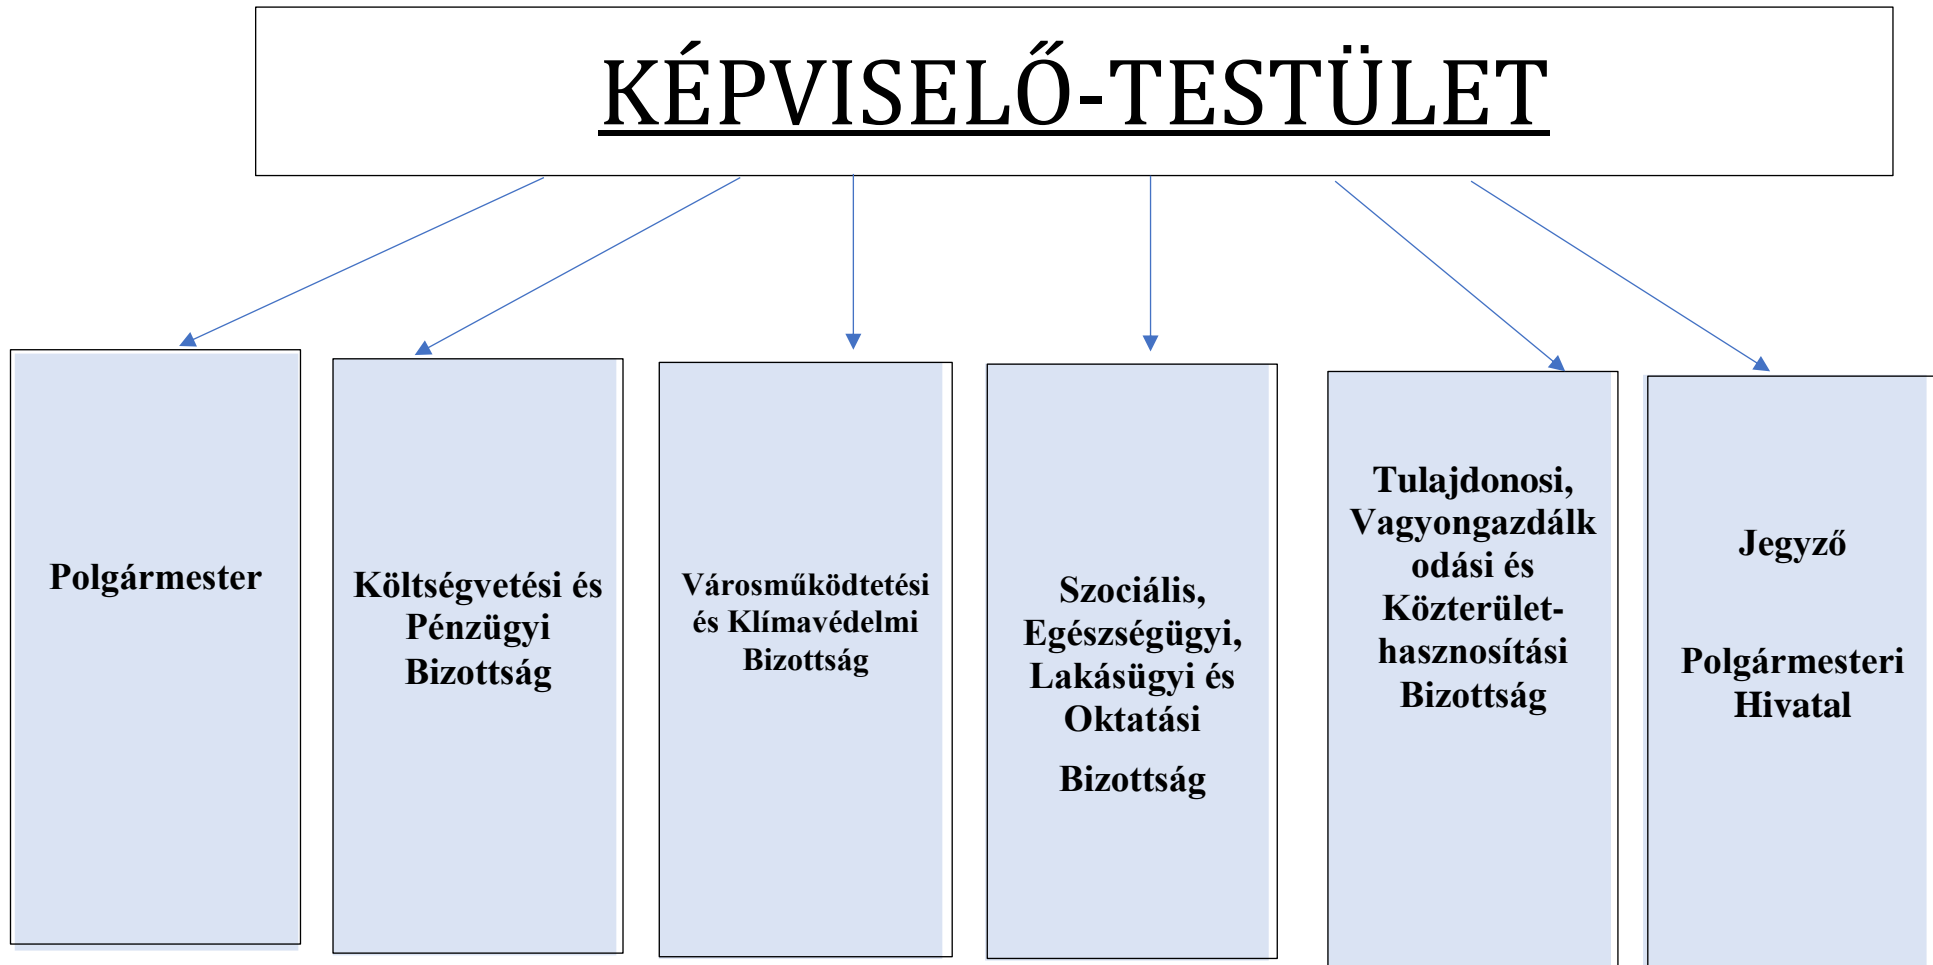 KÉPVISELŐ-TESTÜLET
Polgármester
Költségvetési és
Pénzügyi
Bizottság
Városműködtetési
és Klímavédelmi
Bizottság
Szociális,
Egészségügyi,
Lakásügyi és
Oktatási
Bizottság
Tulajdonosi,
Vagyongazdálk
odási és
Közterület-
hasznosítási
Bizottság
Jegyző
Polgármesteri
Hivatal